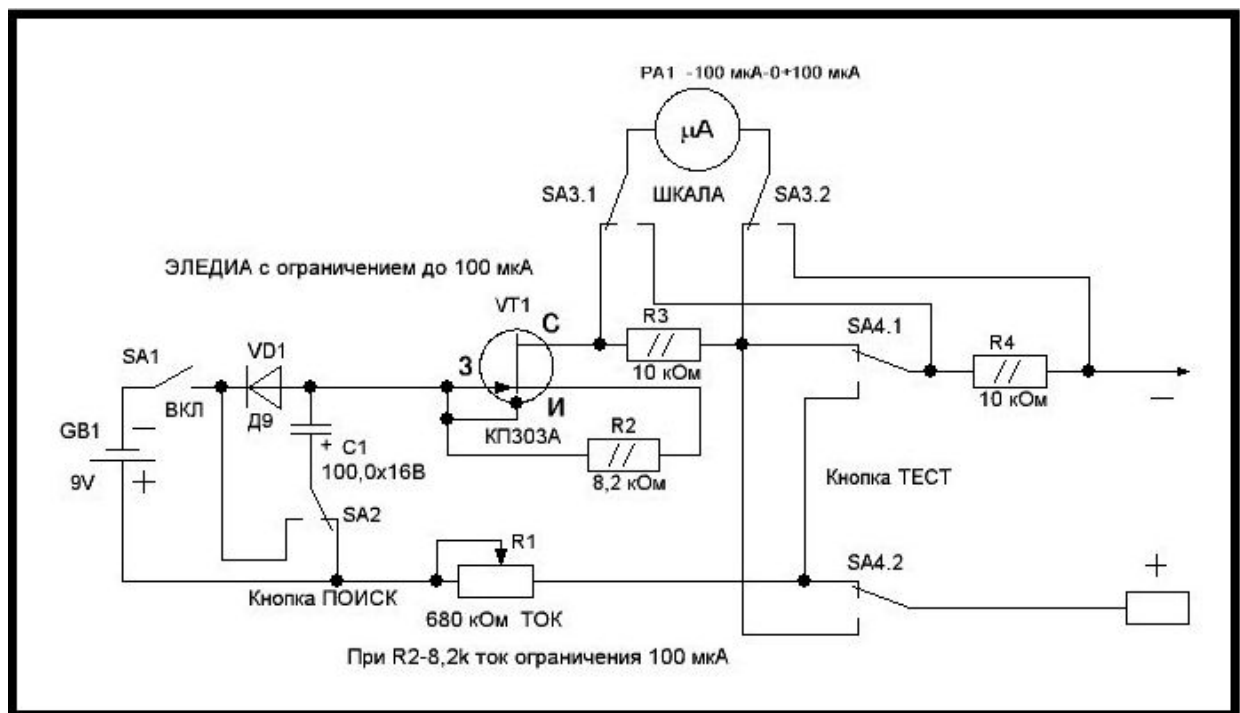 PA1 -100 мкА-0+100 мкА
μA
SA3.1 ШКАЛА SA3.2
ЭЛЕДИА с ограничением до 100 мкА
VT1
С
R3
SA4.1
R4
SA1
VD1
З
10 кОм
10 кОм
ВКЛ
Д9
И
КП303А
R2
GB1
−
+
C1
100,0x16В
8,2 кОм
−
9V
+
Кнопка ТЕСТ
SA2
R1
SA4.2
+
Кнопка ПОИСК
680 кОм ТОК
При R2-8,2k ток ограничения 100 мкА